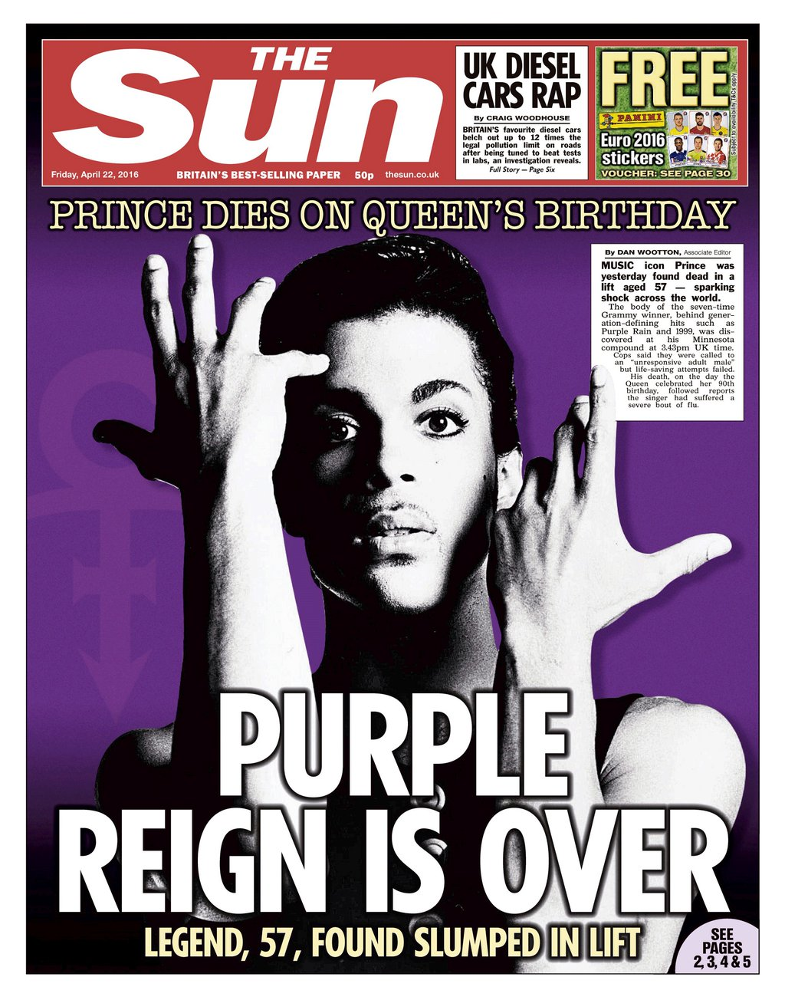 THE
Sun
Friday, April 22, 2016
BRITAIN'S BEST-SELLING PAPER
50p
thesun.co.uk
UK DIESEL
CARS RAP
By CRAIG WOODHOUSE
BRITAIN'S favourite diesel cars
belch out up to 12 times the
legal pollution limit on roads
after being tuned to beat tests
in labs, an investigation reveals.
Full Story — Page Six
FREE
PANINI
Euro 2016
stickers
VOUCHER: SEE PAGE 30
Subject to availability. T&Cs apply
PRINCE DIES ON QUEEN'S BIRTHDAY
By DAN WOOTTON, Associate Editor
MUSIC icon Prince was
yesterday found dead in a
lift aged 57 — sparking
shock across the world.
The body of the seven-time
Grammy winner, behind gener-
ation-defining hits such as
Purple Rain and 1999, was dis-
covered at his Minnesota
compound at 3.43pm UK time.
Cops said they were called to
an “unresponsive adult male”
but life-saving attempts failed.
His death, on the day the
Queen celebrated her 90th
birthday, followed reports
the singer had suffered a
severe bout of flu.
PURPLE
REIGN IS OVER
LEGEND, 57, FOUND SLUMPED IN LIFT
SEE
PAGES
2, 3, 4 & 5